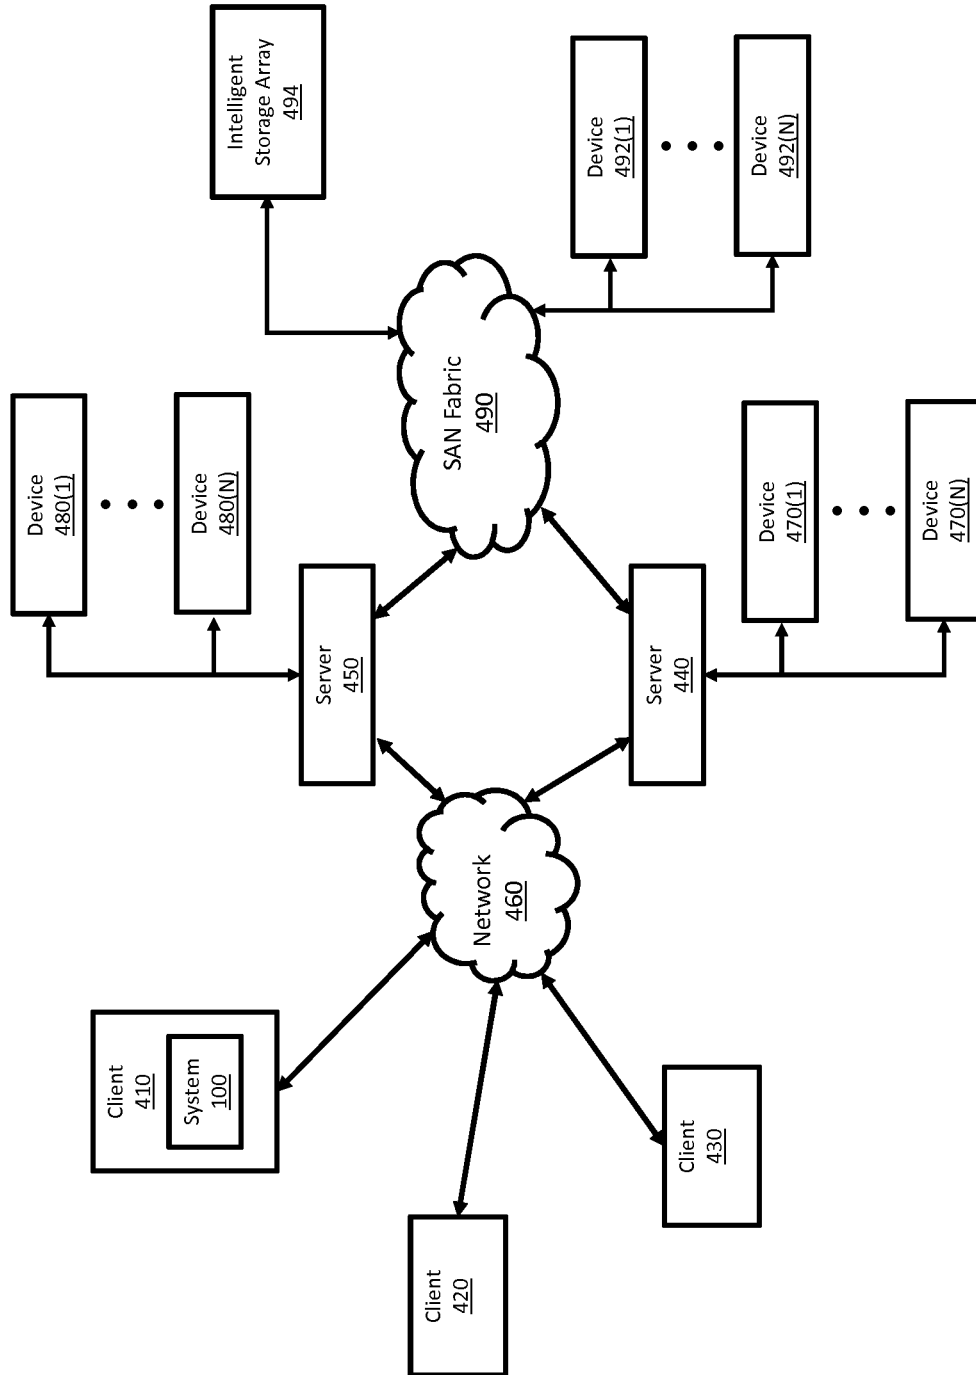 Client
410
System
100
Client
420
Client
430
Network
460
Server
450
Server
440
Device
480(1)
Device
480(N)
Device
470(1)
Device
470(N)
SAN Fabric
490
Intelligent
Storage Array
494
Device
492(1)
Device
492(N)